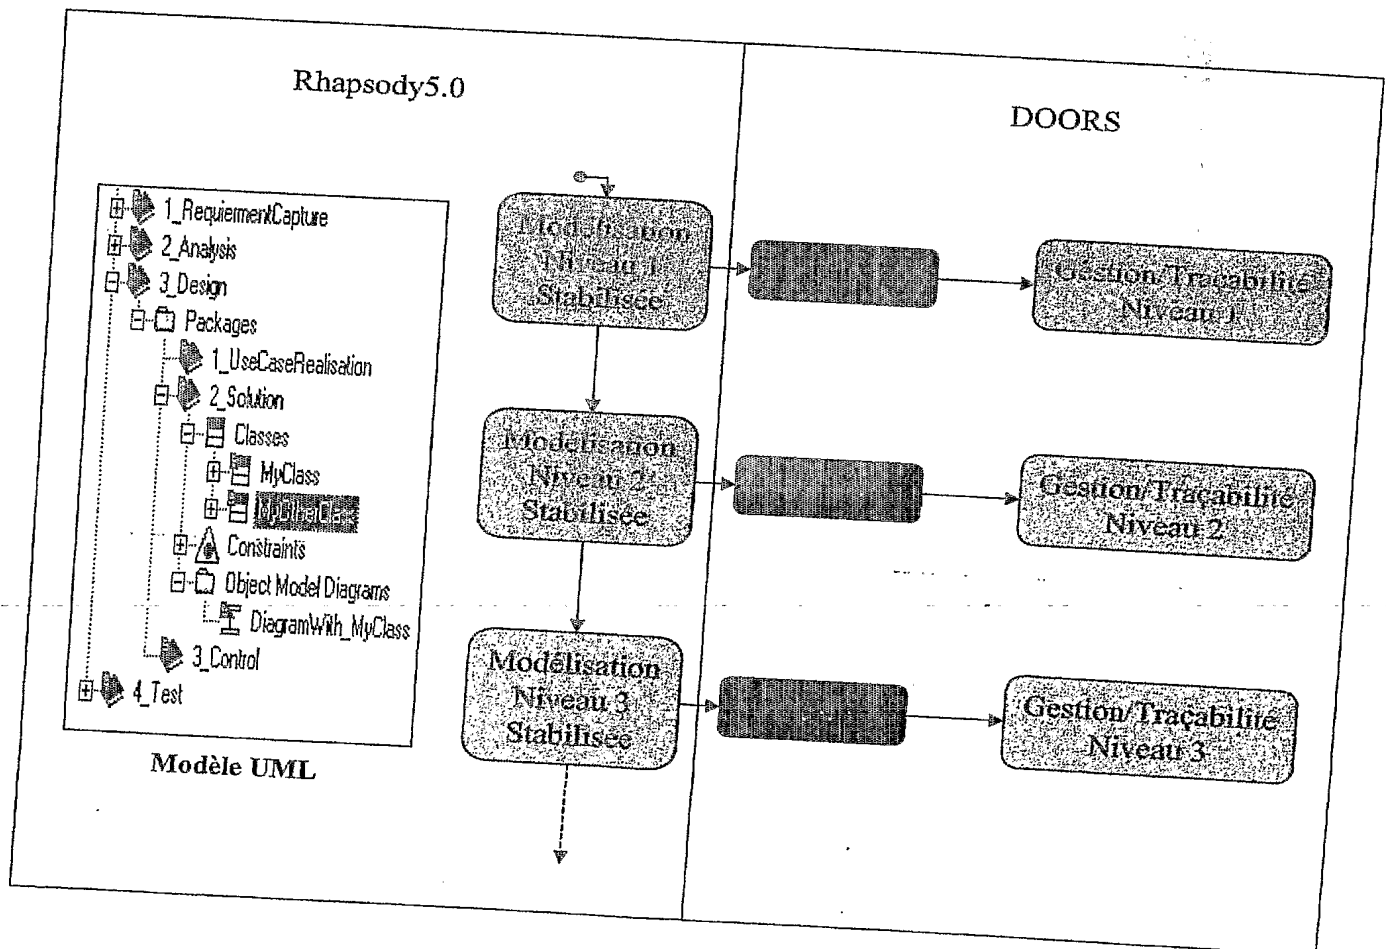 Rhapsody5.0
DOORS
1_RequiermentCapture
2_Analysis
3_Design
Packages
1_UseCaseRealisation
2_Solution
Classes
MyClass
MyOtherClass
Constraints
Object Model Diagrams
DiagramWith_MyClass
3_Control
4_Test
Modèle UML
Modélisation
Niveau 1
Stabilisée
Gestion/Traçabilité
Niveau 1
Modélisation
Niveau 2
Stabilisée
Gestion/Traçabilité
Niveau 2
Modélisation
Niveau 3
Stabilisée
Gestion/Traçabilité
Niveau 3